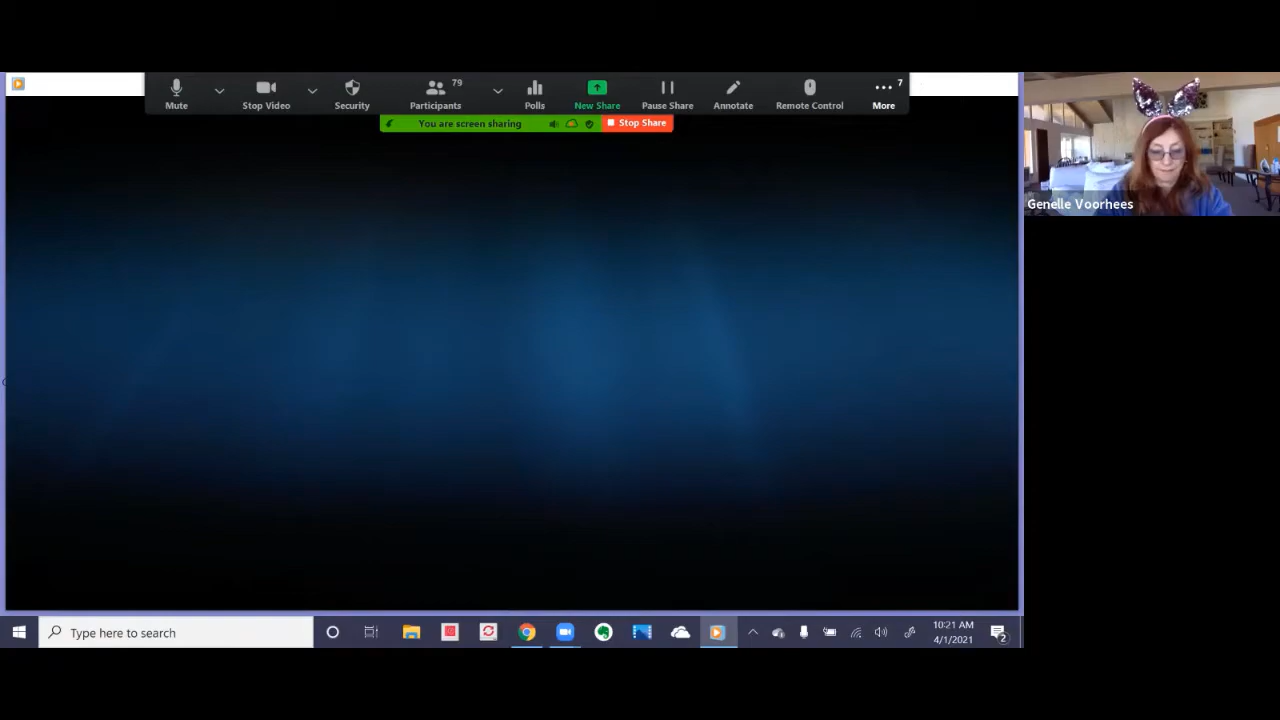 79
7
Mute
Stop Video
Security
Participants
Polls
New Share
Pause Share
Annotate
Remote Control
More
You are screen sharing
Stop Share
Genelle Voorhees
Type here to search
10:21 AM
4/1/2021
2